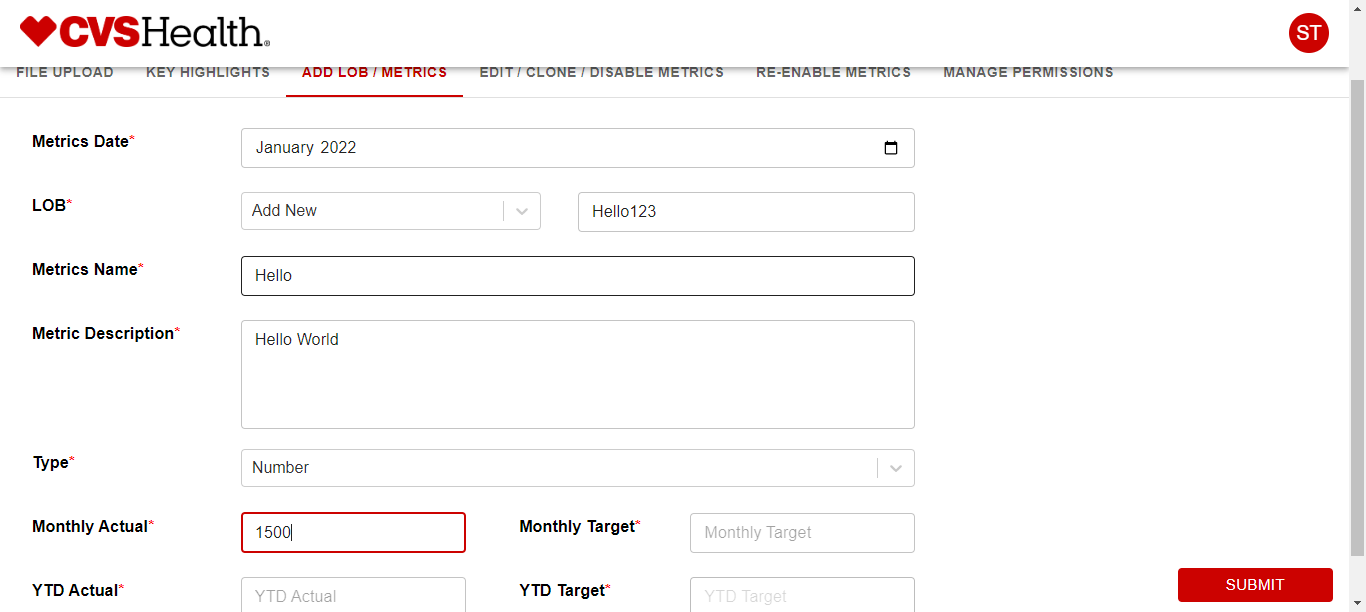 CVSHealth®
ST
FILE UPLOAD KEY HIGHLIGHTS ADD LOB / METRICS EDIT / CLONE / DISABLE METRICS RE-ENABLE METRICS MANAGE PERMISSIONS
Metrics Date* January 2022
LOB* Add New Hello123
Metrics Name* Hello
Metric Description* Hello World
Type* Number
Monthly Actual* 1500 Monthly Target* Monthly Target
YTD Actual* YTD Actual YTD Target* YTD Target
SUBMIT